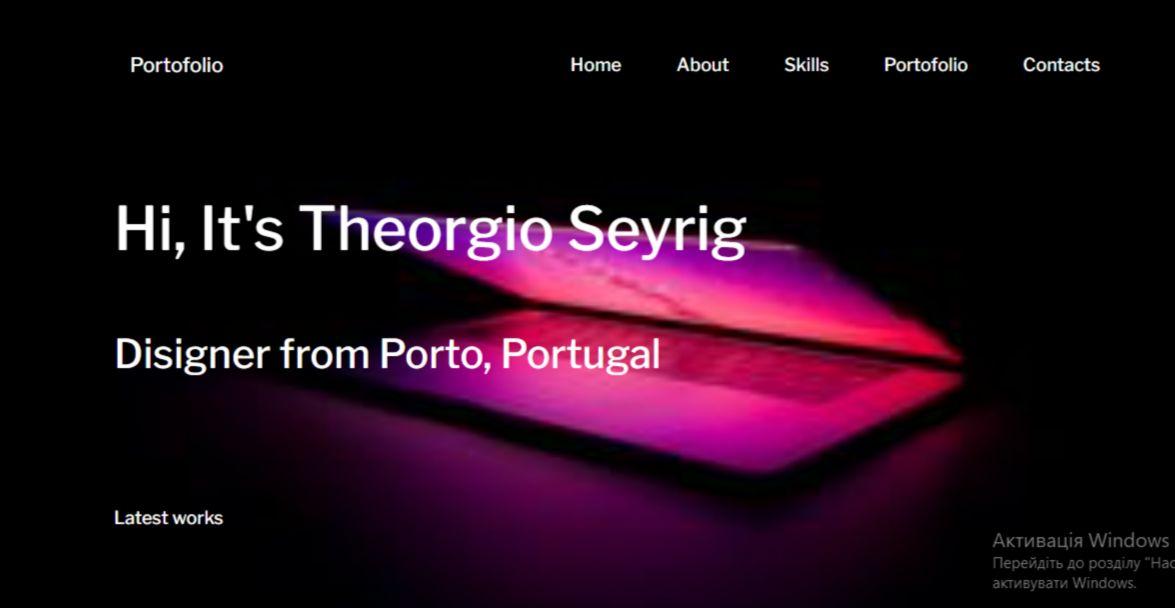 Portofolio
Home About Skills Portofolio Contacts
Hi, It's Theorgio Seyrig
Disigner from Porto, Portugal
Latest works
Активація Windows
Перейдіть до розділу "Нас
активувати Windows.